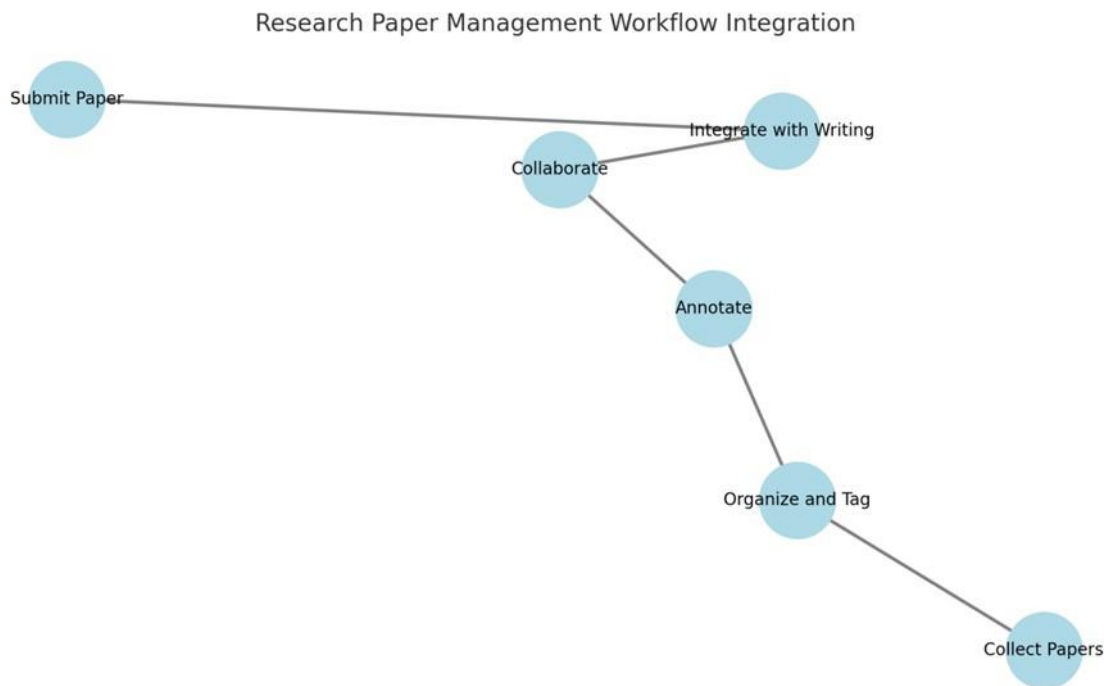 Research Paper Management Workflow Integration
Submit Paper
Integrate with Writing
Collaborate
Annotate
Organize and Tag
Collect Papers